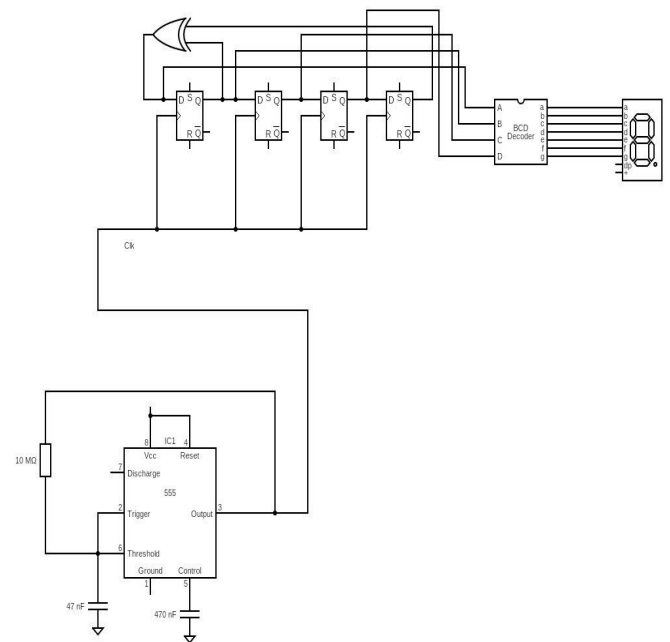 D S Q
R Q
D S Q
R Q
D S Q
R Q
D S Q
R Q
A
B
C
D
BCD
Decoder
a
b
c
d
e
f
g
a
b
c
d
e
f
g
dp
+
Clk
10 MΩ
8 IC1 4
Vcc Reset
7
Discharge
555
2 3
Trigger Output
6
Threshold
Ground Control
1 5
47 nF
470 nF